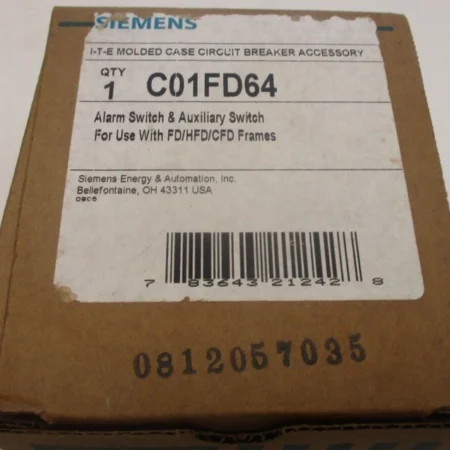 SIEMENS
I-T-E MOLDED CASE CIRCUIT BREAKER ACCESSORY
QTY
1 C01FD64
Alarm Switch & Auxiliary Switch
For Use With FD/HFD/CFD Frames
Siemens Energy & Automation, Inc.
Bellefontaine, OH 43311 USA
7 83643 21242 8
0812057035